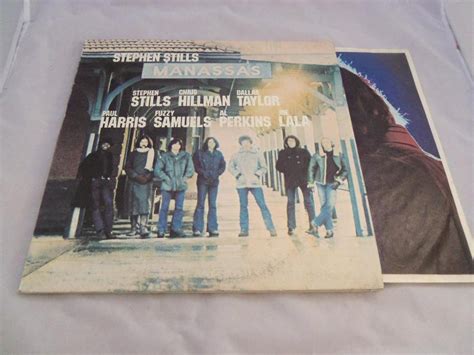 STEPHEN STILLS
MANASSAS
STEPHEN CHRIS DALLAS
STILLS HILLMAN TAYLOR
PAUL FUZZY AL JOE
HARRIS SAMUELS PERKINS LALA